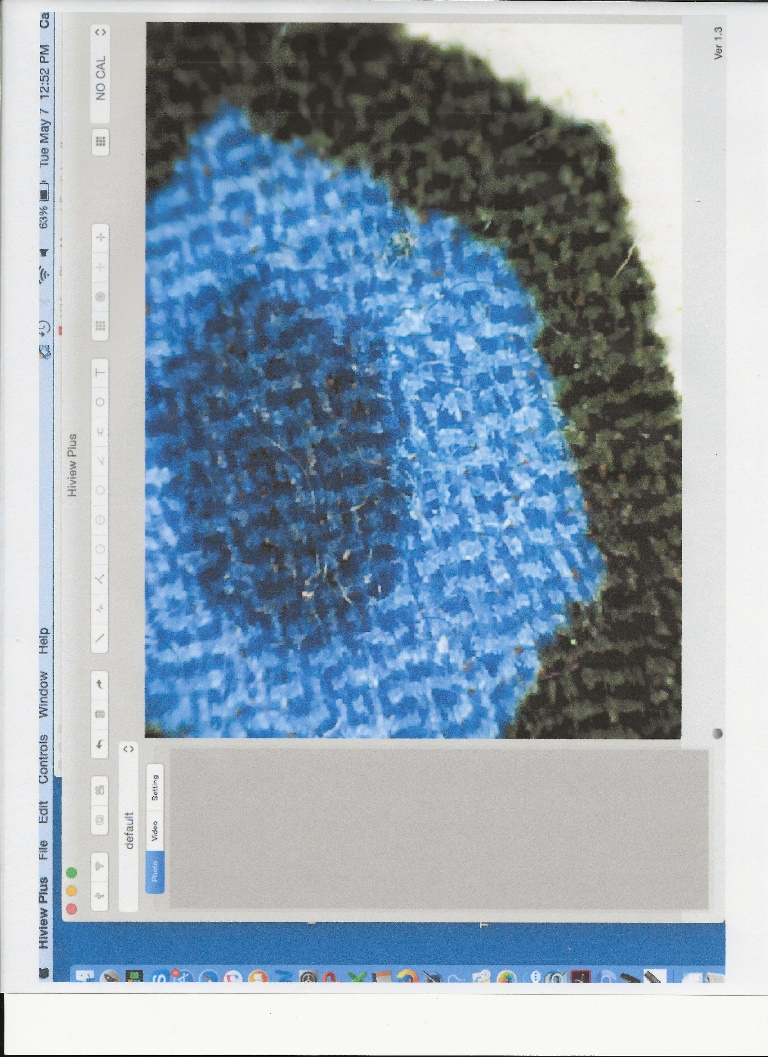 Hiview Plus File Edit Controls Window Help 63% Tue May 7 12:52 PM Ca
Hiview Plus
NO CAL
default
Photo Video Setting
Ver 1.3